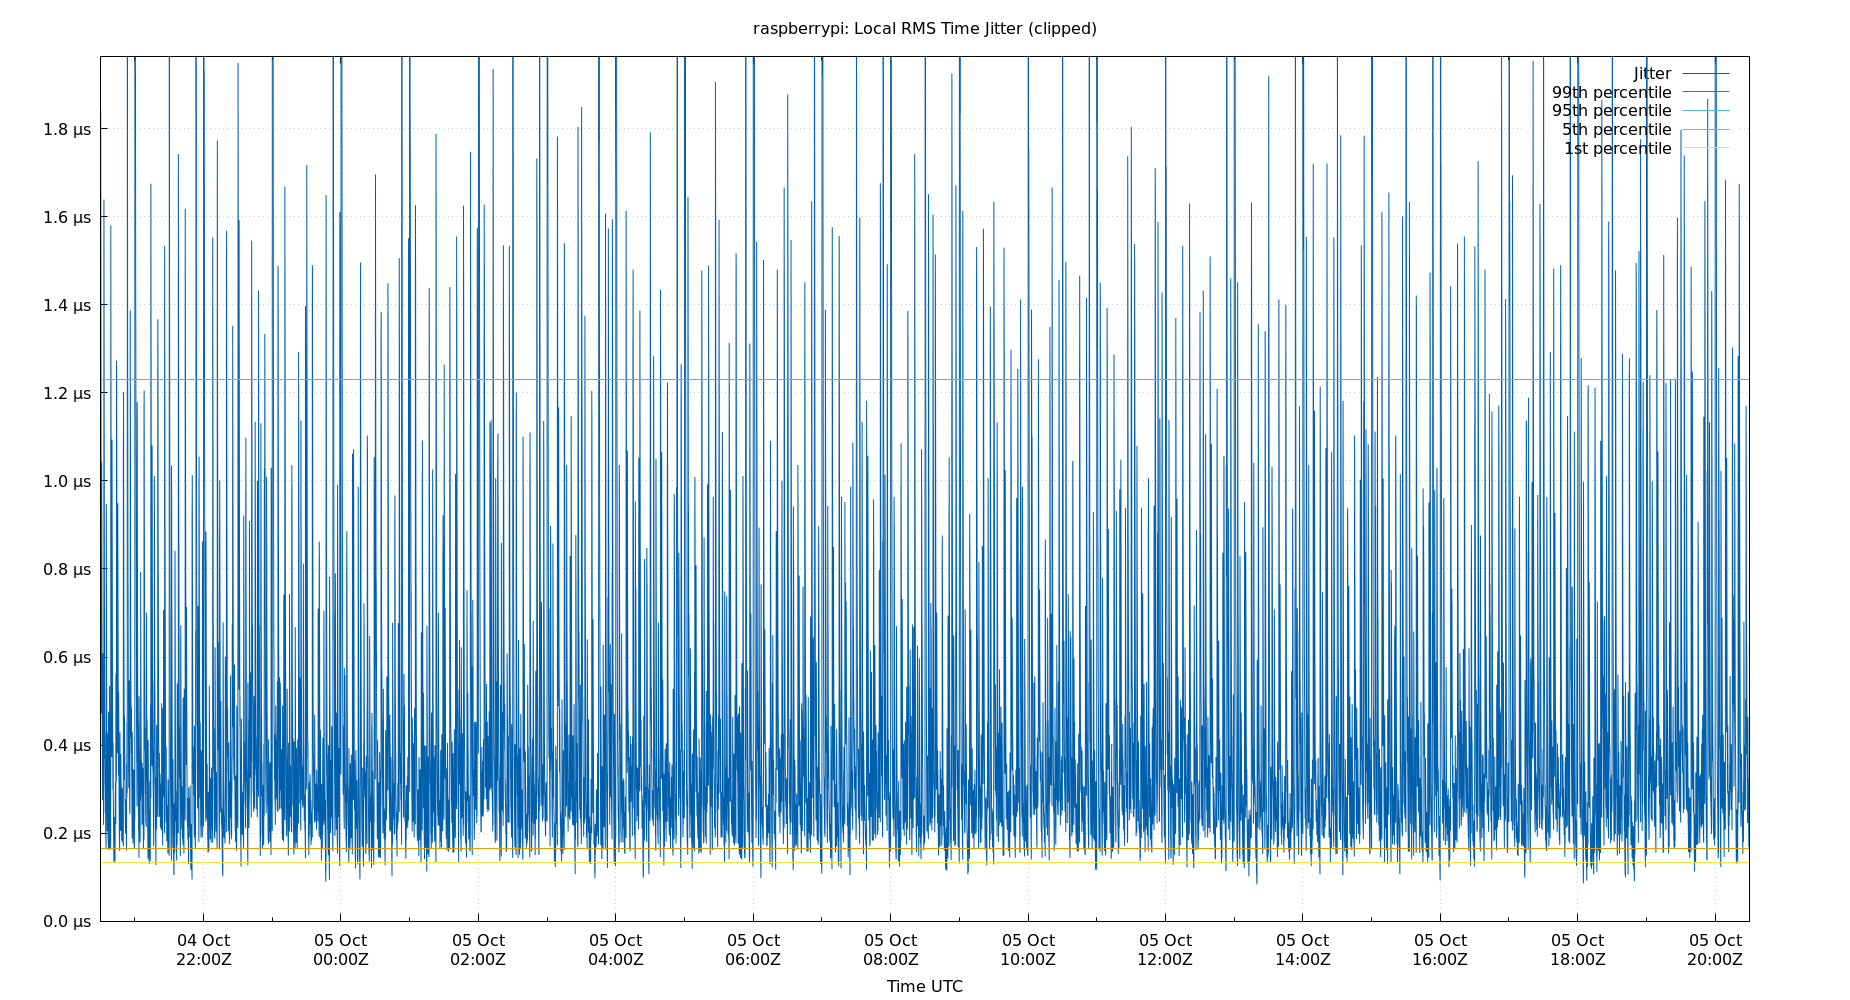 raspberrypi: Local RMS Time Jitter (clipped)
Jitter
99th percentile
95th percentile
5th percentile
1st percentile
1.8 µs
1.6 µs
1.4 µs
1.2 µs
1.0 µs
0.8 µs
0.6 µs
0.4 µs
0.2 µs
0.0 µs
04 Oct 05 Oct 05 Oct 05 Oct 05 Oct 05 Oct 05 Oct 05 Oct 05 Oct 05 Oct 05 Oct 05 Oct
22:00Z 00:00Z 02:00Z 04:00Z 06:00Z 08:00Z 10:00Z 12:00Z 14:00Z 16:00Z 18:00Z 20:00Z
Time UTC